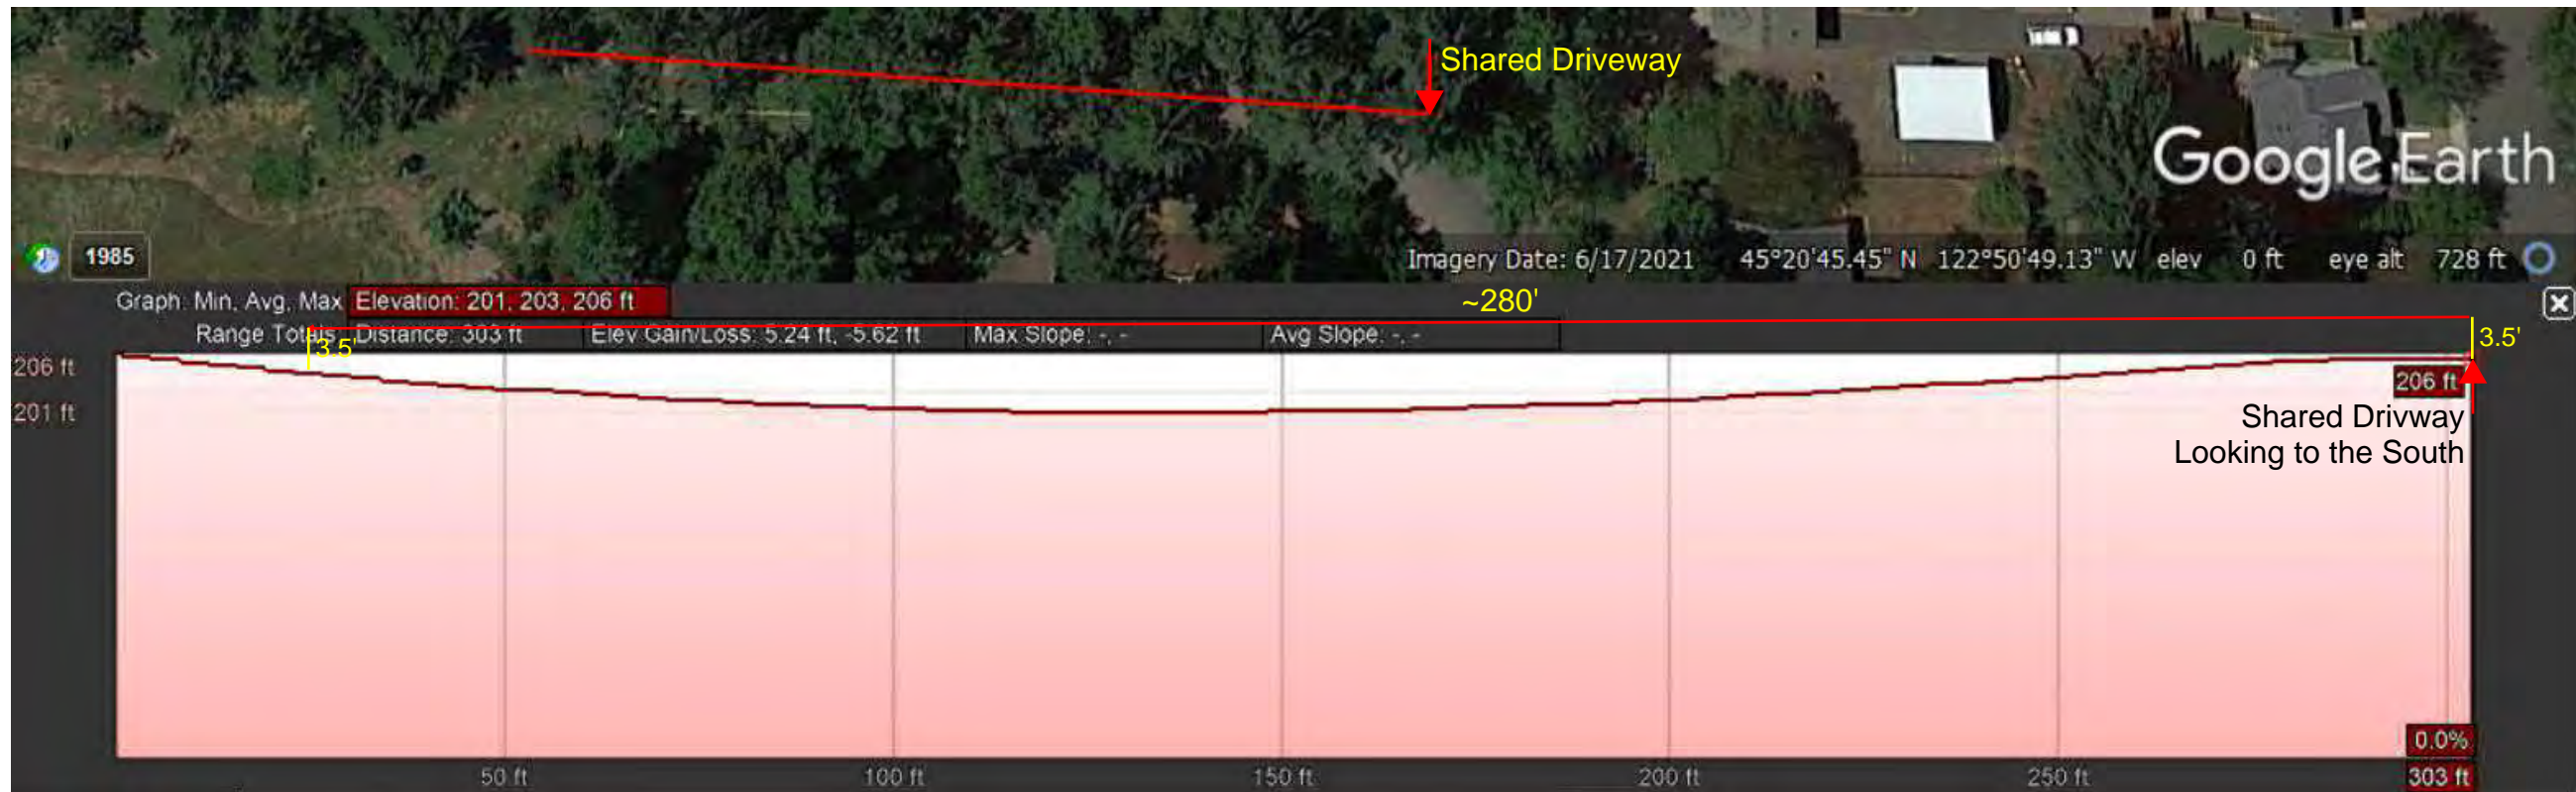 Shared Driveway
Google Earth
1985
Imagery Date: 6/17/2021 45°20'45.45" N 122°50'49.13" W elev 0 ft eye alt 728 ft
Graph: Min, Avg, Max Elevation: 201, 203, 206 ft
~280'
Range Totals: Distance: 303 ft Elev Gain/Loss: 5.24 ft, -5.62 ft Max Slope: -, - Avg Slope: -, -
3.5'
3.5'
206 ft
206 ft
201 ft
Shared Drivway
Looking to the South
0.0%
50 ft 100 ft 150 ft 200 ft 250 ft 303 ft